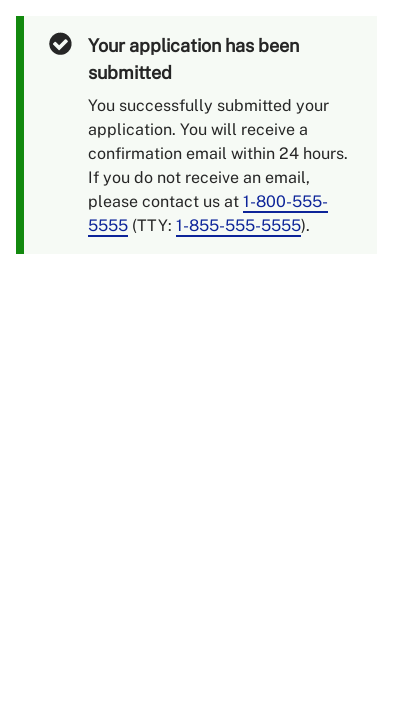 Your application has been
submitted
You successfully submitted your
application. You will receive a
confirmation email within 24 hours.
If you do not receive an email,
please contact us at 1-800-555-
5555 (TTY: 1-855-555-5555).